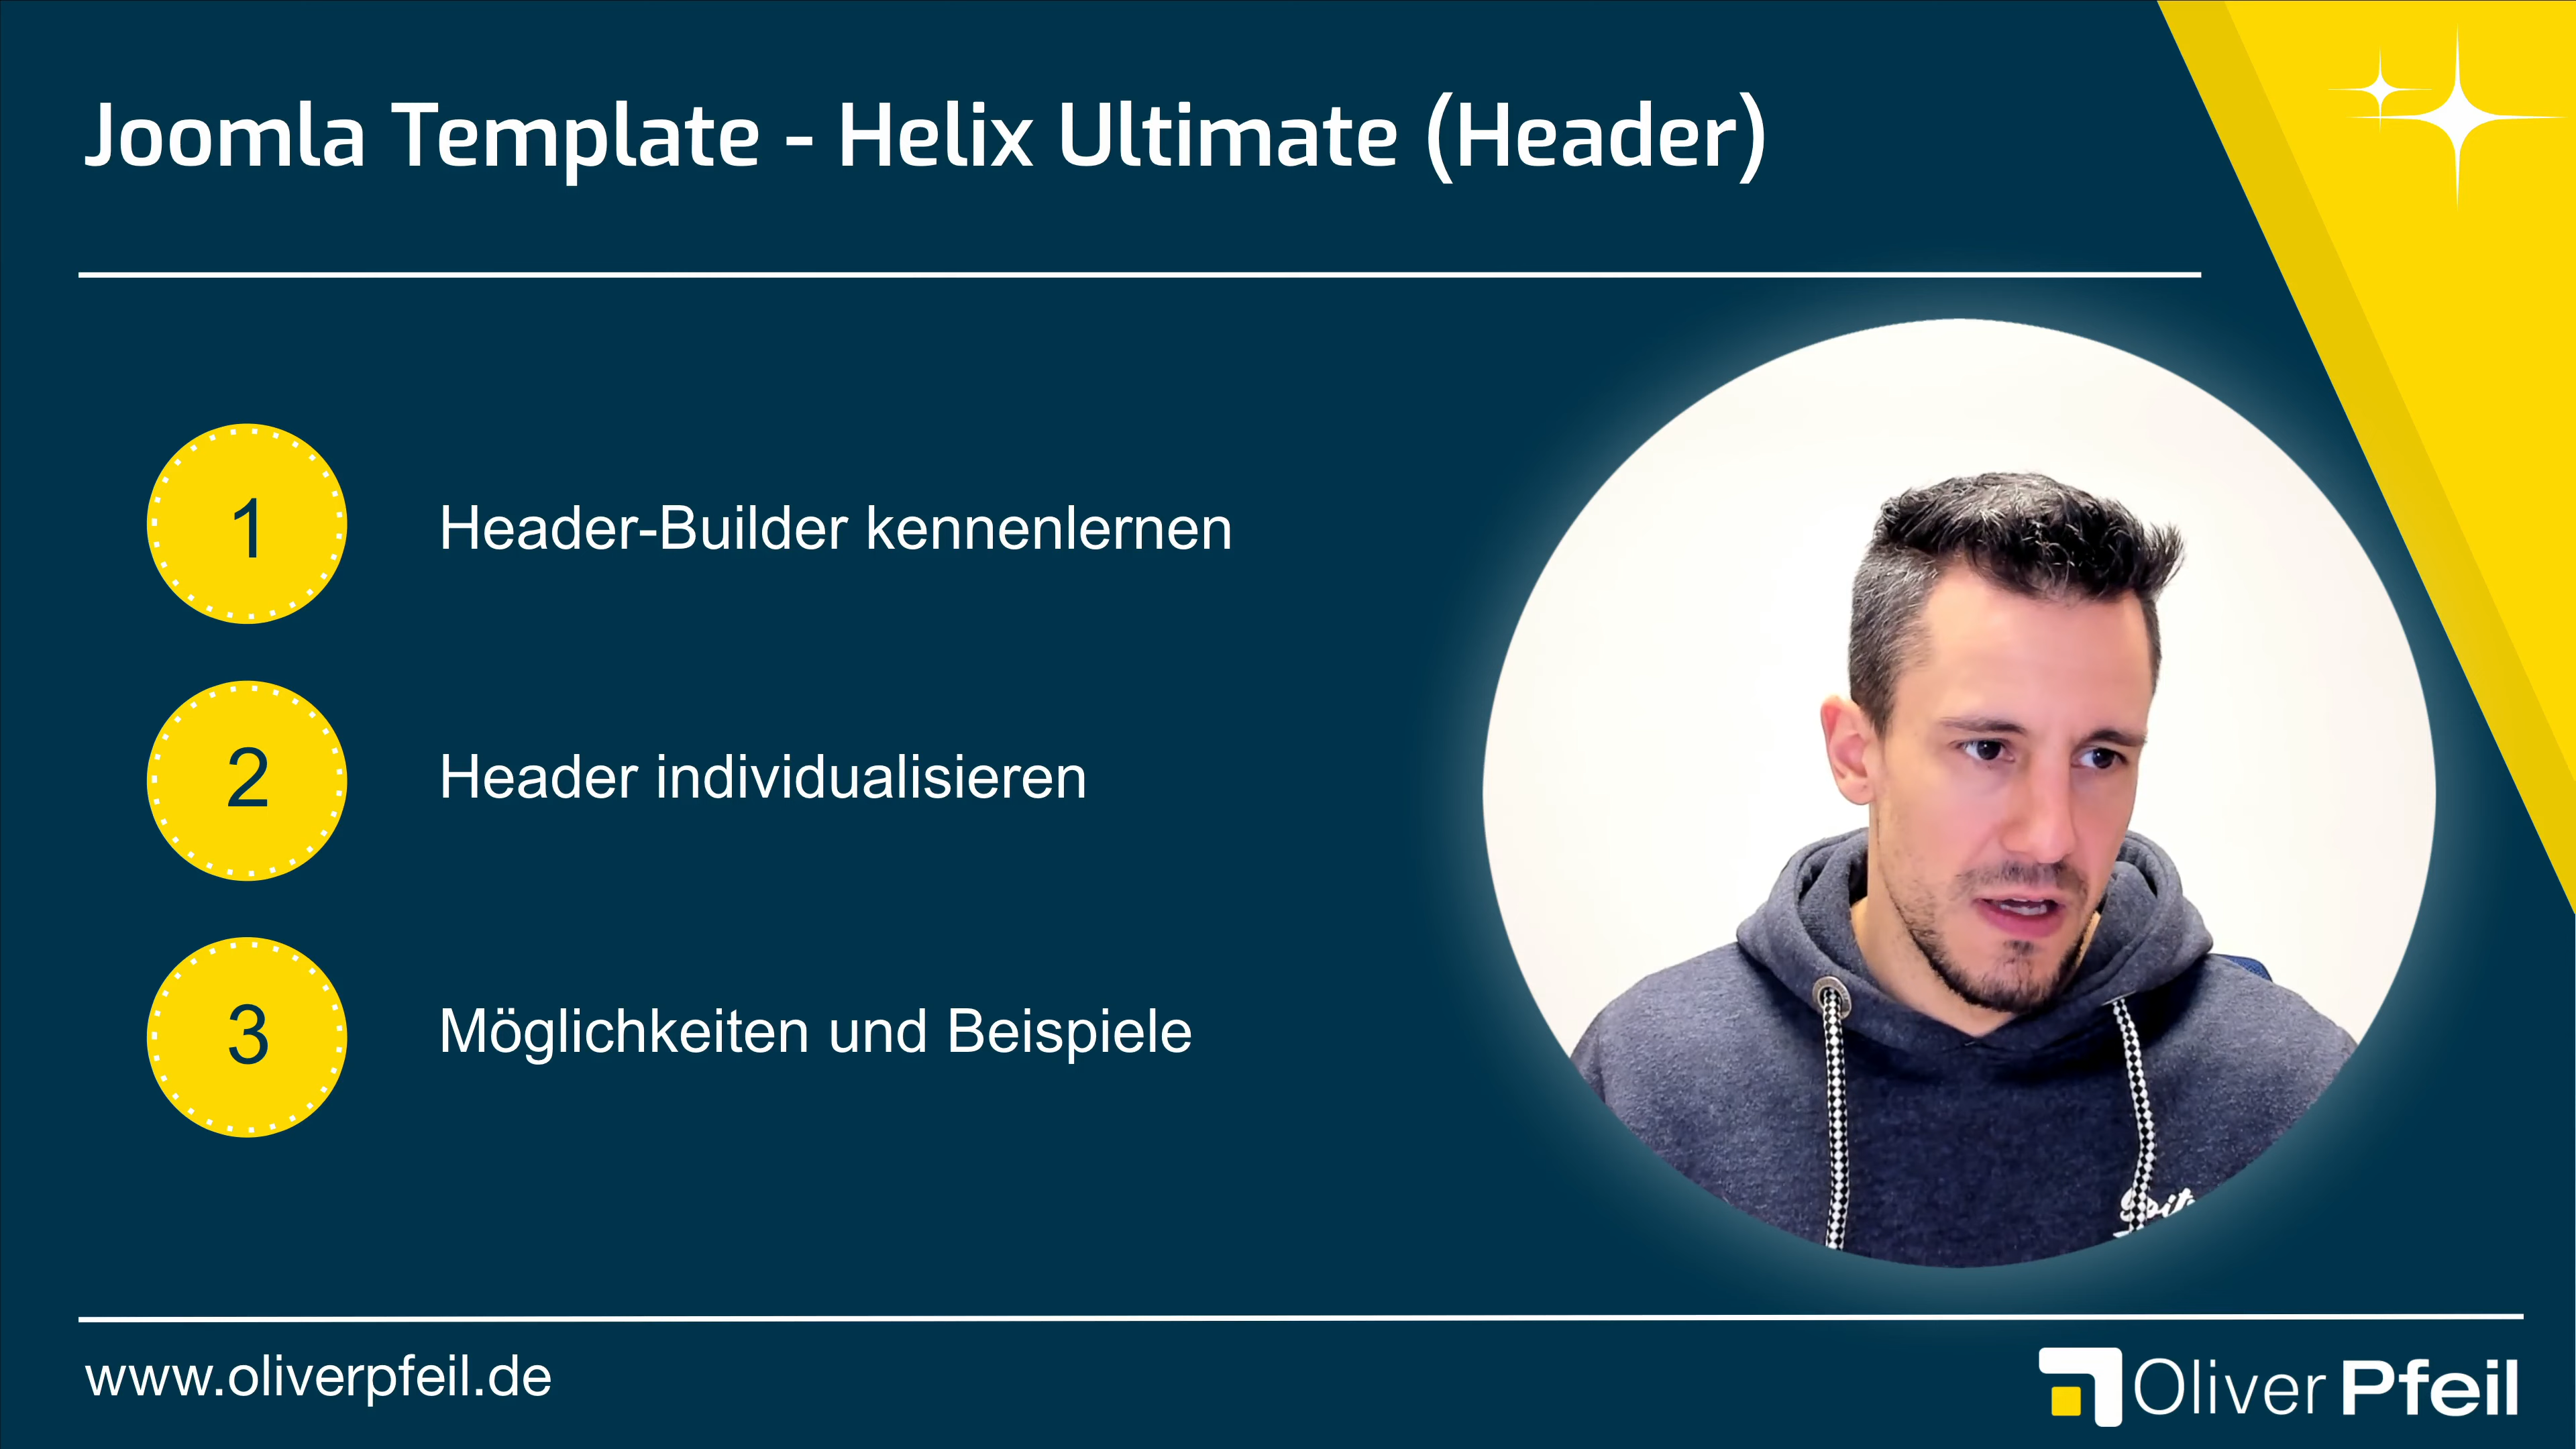 Joomla Template - Helix Ultimate (Header)
1
Header-Builder kennenlernen
2
Header individualisieren
3
Möglichkeiten und Beispiele
www.oliverpfeil.de
Oliver Pfeil